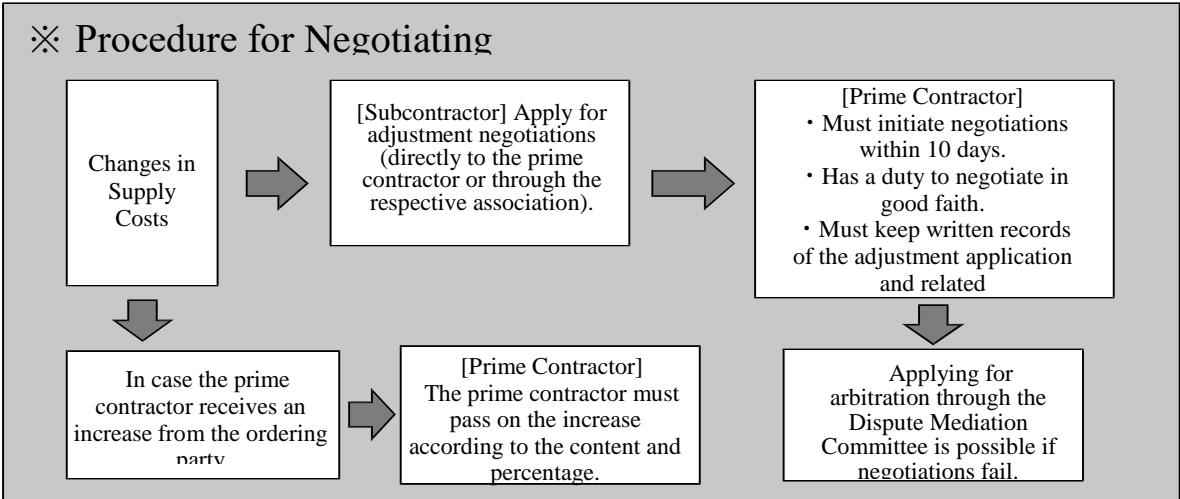 ※ Procedure for Negotiating
Changes in
Supply
Costs
[Subcontractor] Apply for
adjustment negotiations
(directly to the prime
contractor or through the
respective association).
[Prime Contractor]
・Must initiate negotiations
within 10 days.
・Has a duty to negotiate in
good faith.
・Must keep written records
of the adjustment application
and related
In case the prime
contractor receives an
increase from the ordering
party
[Prime Contractor]
The prime contractor must
pass on the increase
according to the content and
percentage.
Applying for
arbitration through the
Dispute Mediation
Committee is possible if
negotiations fail.